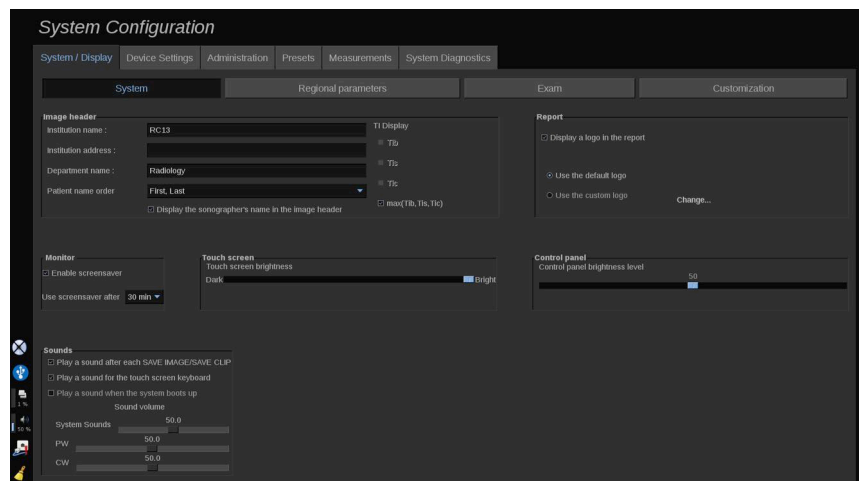 System Configuration
System / Display Device Settings Administration Presets Measurements System Diagnostics
System Regional parameters Exam Customization
Image header
Institution name : RC13
Institution address :
Department name : Radiology
Patient name order First, Last
Display the sonographer's name in the image header
TI Display
Tib
TIs
TIc
max(Tib,Tis,Tic)
Report
Display a logo in the report
Use the default logo
Use the custom logo Change...
Monitor
Enable screensaver
Use screensaver after 30 min
Touch screen
Touch screen brightness
Dark Bright
Control panel
Control panel brightness level
50
Sounds
Play a sound after each SAVE IMAGE/SAVE CLIP
Play a sound for the touch screen keyboard
Play a sound when the system boots up
Sound volume
System Sounds 50.0
PW 50.0
CW 50.0
1 %
50 %